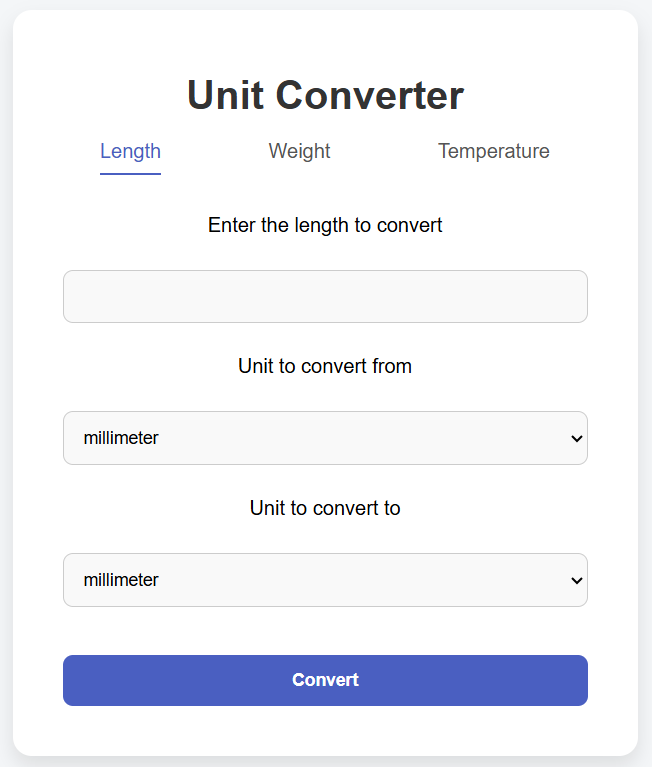 Unit Converter
Length Weight Temperature
Enter the length to convert
Unit to convert from
millimeter
Unit to convert to
millimeter
Convert